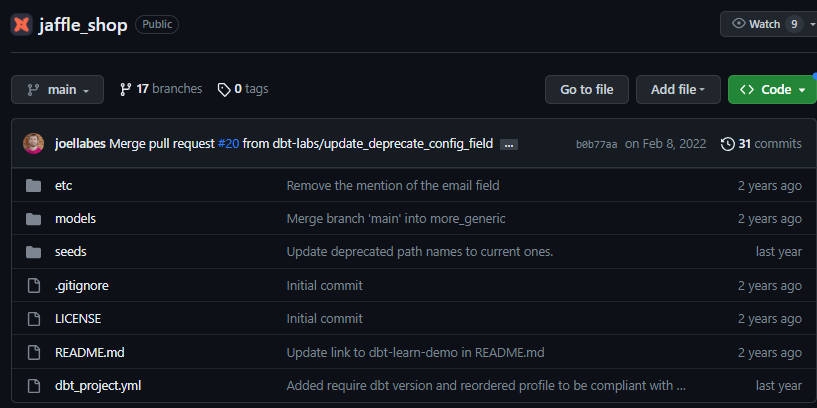 jaffle_shop Public Watch 9
main 17 branches 0 tags Go to file Add file Code
joellabes Merge pull request #20 from dbt-labs/update_deprecate_config_field ... b0b77aa on Feb 8, 2022 31 commits
etc Remove the mention of the email field 2 years ago
models Merge branch 'main' into more_generic 2 years ago
seeds Update deprecated path names to current ones. last year
.gitignore Initial commit 2 years ago
LICENSE Initial commit 2 years ago
README.md Update link to dbt-learn-demo in README.md 2 years ago
dbt_project.yml Added require dbt version and reordered profile to be compliant with ... last year